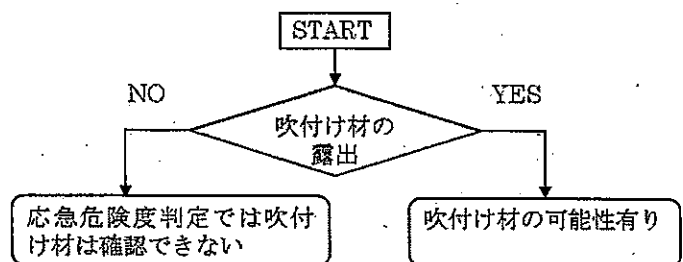 START
NO
YES
吹付け材の
露出
応急危険度判定では吹付
け材は確認できない
吹付け材の可能性有り